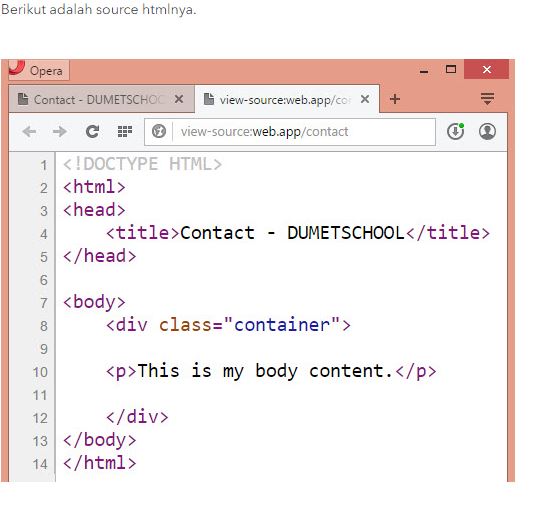 Berikut adalah source htmlnya.
Opera
Contact - DUMETSCHOC
view-source:web.app/co
view-source:web.app/contact
1 <!DOCTYPE HTML>
2 <html>
3 <head>
4 <title>Contact - DUMETSCHOOL</title>
5 </head>
6
7 <body>
8 <div class="container">
9
10 <p>This is my body content.</p>
11
12 </div>
13 </body>
14 </html>